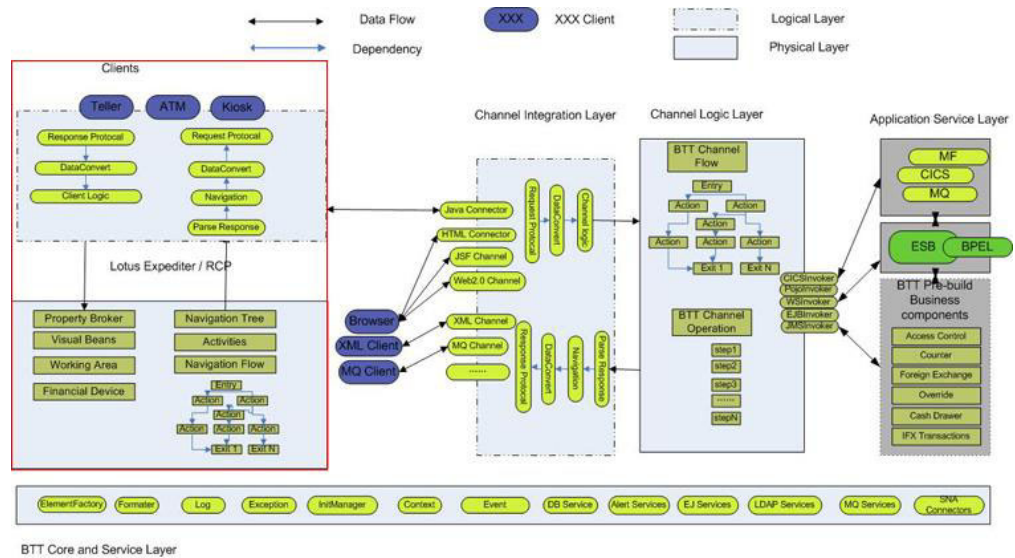 Data Flow
XXX
XXX Client
Logical Layer
Dependency
Physical Layer
Clients
Teller
ATM
Kiosk
Response Protocal
DataConvert
Client Logic
Request Protocal
DataConvert
Navigation
Parse Response
Lotus Expediter / RCP
Property Broker
Visual Beans
Working Area
Financial Device
Navigation Tree
Activities
Navigation Flow
Entry
Action
Action
Action
Action
Action
Exit 1
Exit N
Channel Integration Layer
Java Connector
HTML Connector
JSF Channel
Web2.0 Channel
Browser
XML Client
MQ Client
XML Channel
MQ Channel
......
Request Protocal
DataConvert
Channel logic
Response Protocal
DataConvert
Navigation
Parse Response
Channel Logic Layer
BTT Channel
Flow
Entry
Action
Action
Action
Action
Action
Action
Exit 1
Exit N
BTT Channel
Operation
step1
step2
step3
......
stepN
CICSInvoker
PojoInvoker
WSInvoker
EJBInvoker
JMSInvoker
Application Service Layer
MF
CICS
MQ
ESB
BPEL
BTT Pre-build
Business
components
Access Control
Counter
Foreign Exchange
Override
Cash Drawer
IFX Transactions
ElementFactory
Formater
Log
Exception
InitManager
Context
Event
DB Service
Alert Services
EJ Services
LDAP Services
MQ Services
SNA
Connectors
BTT Core and Service Layer